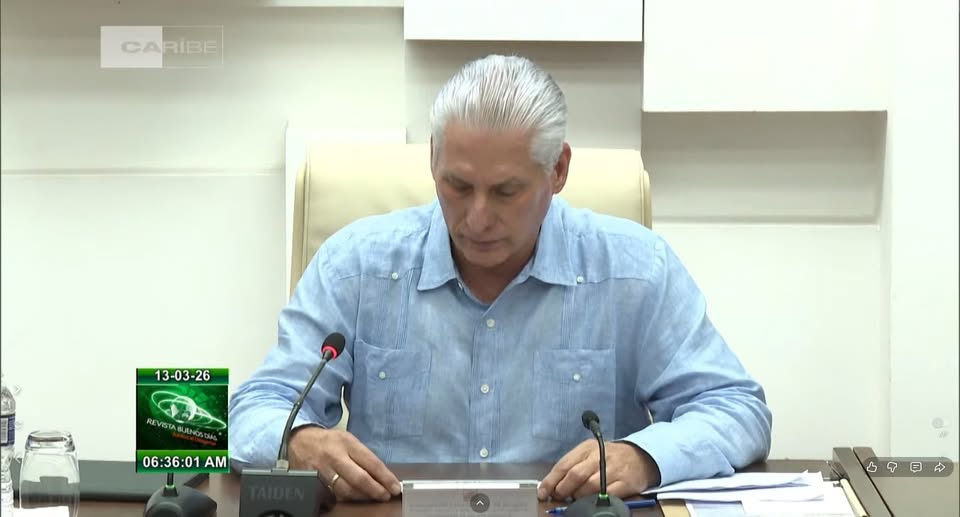 CARIBE
13-03-26
REVISTA BUENOS DÍAS
06:36:01 AM
TAIDEN